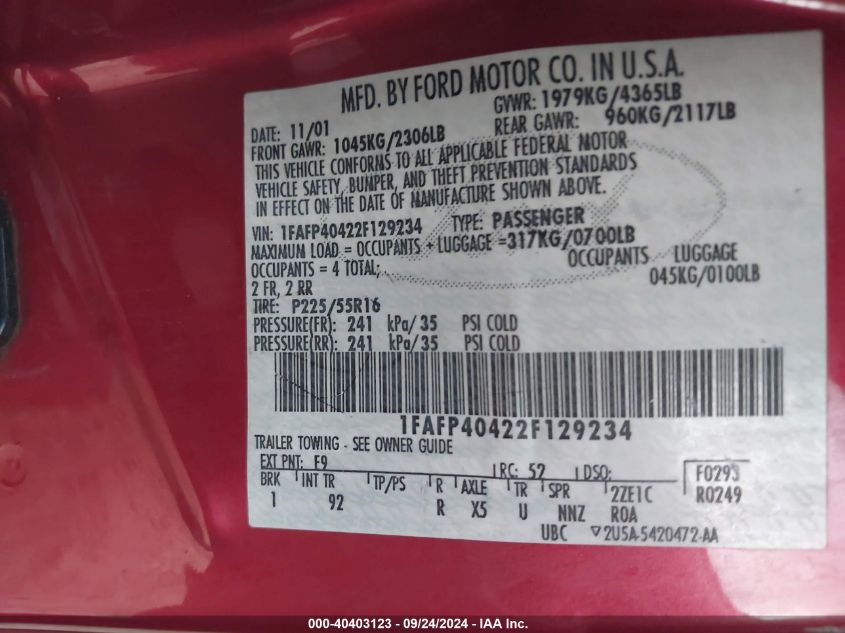 MFD. BY FORD MOTOR CO. IN U.S.A.
DATE: 11/01 GVWR: 1979KG/4365LB
FRONT GAWR: 1045KG/2306LB REAR GAWR: 960KG/2117LB
THIS VEHICLE CONFORMS TO ALL APPLICABLE FEDERAL MOTOR
VEHICLE SAFETY, BUMPER, AND THEFT PREVENTION STANDARDS
IN EFFECT ON THE DATE OF MANUFACTURE SHOWN ABOVE.
VIN: 1FAFP40422F129234 TYPE: PASSENGER
MAXIMUM LOAD = OCCUPANTS + LUGGAGE =317KG/0700LB
OCCUPANTS = 4 TOTAL; OCCUPANTS LUGGAGE
2 FR, 2 RR 045KG/0100LB
TIRE: P225/55R16
PRESSURE(FR): 241 kPa/35 PSI COLD
PRESSURE(RR): 241 kPa/35 PSI COLD
1FAFP40422F129234
TRAILER TOWING - SEE OWNER GUIDE
EXT PNT: F9 RC: 52 DSO: F0293
BRK INT TR TP/PS R AXLE TR SPR 2ZE1C R0249
1 92 R X5 U NNZ ROA
UBC 2U5A-5420472-AA
000-40403123 - 09/24/2024 - IAA Inc.